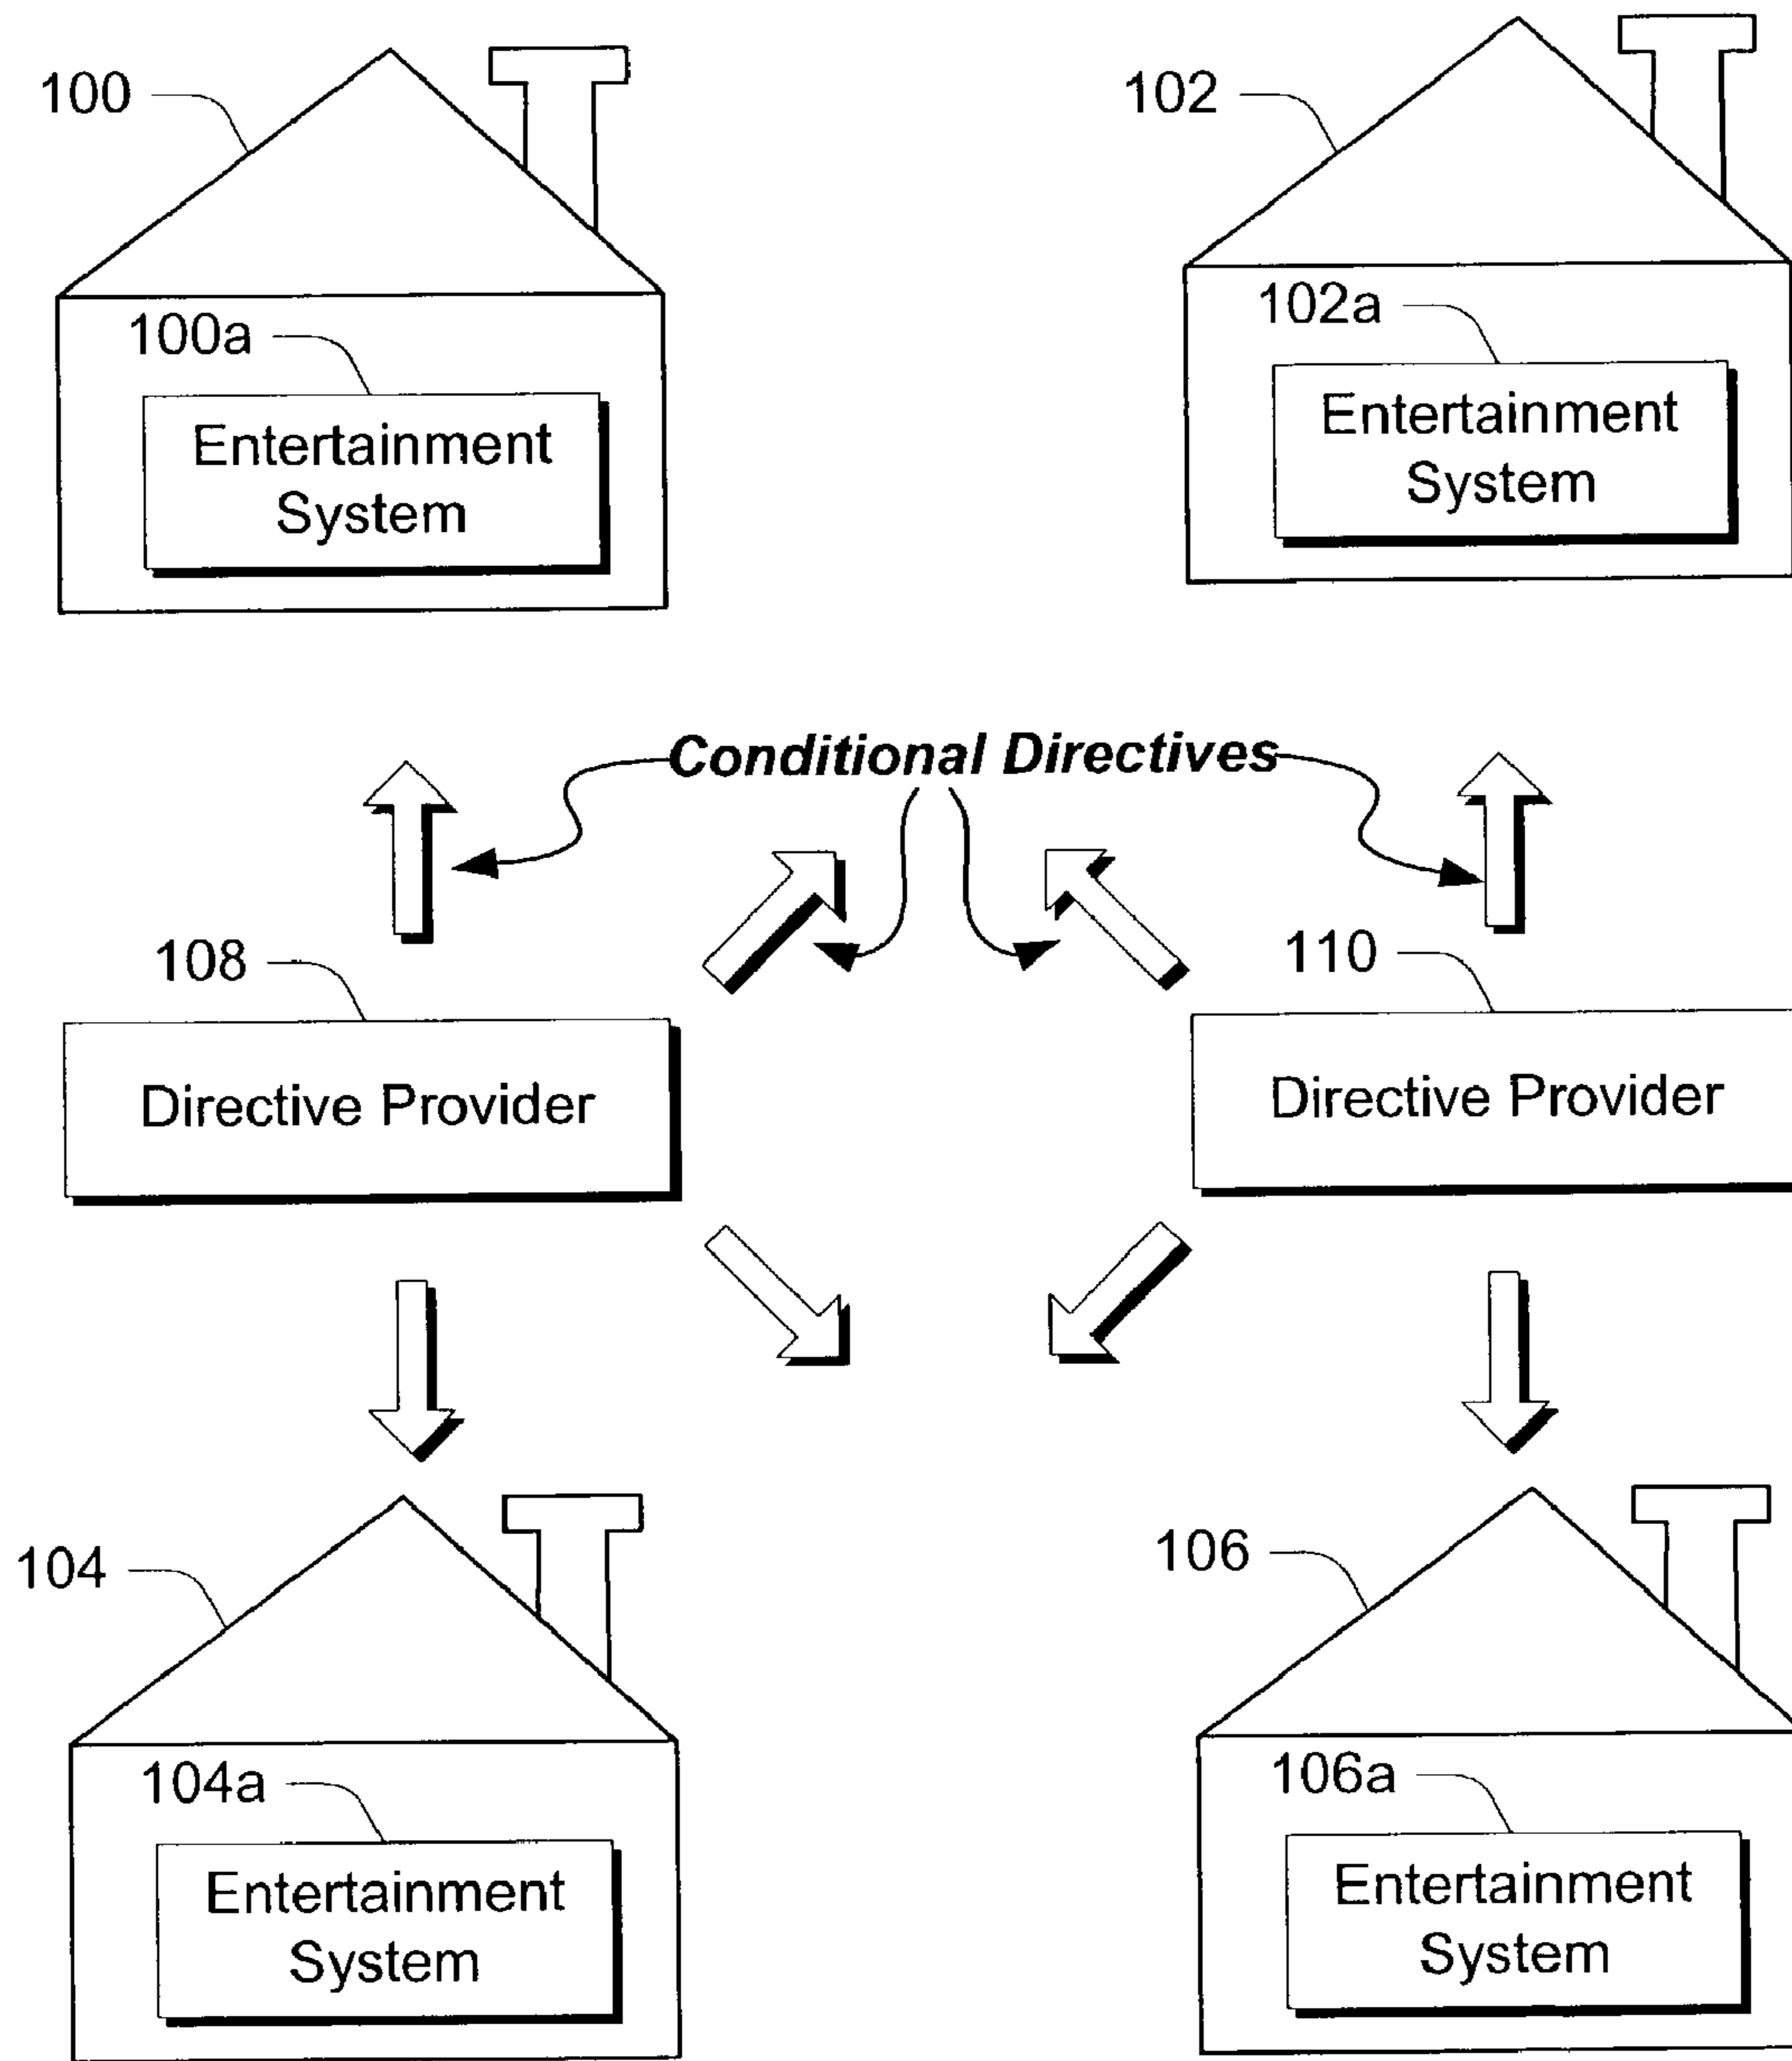 100
102
100a
102a
Entertainment
System
Entertainment
System
Conditional Directives
108
110
Directive Provider
Directive Provider
104
106
104a
106a
Entertainment
System
Entertainment
System